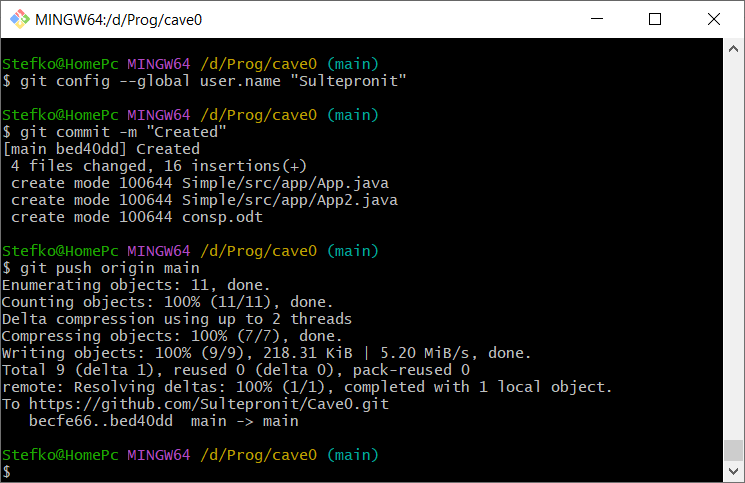 MINGW64:/d/Prog/cave0
Stefko@HomePc MINGW64 /d/Prog/cave0 (main)
$ git config --global user.name "Sultepronit"
Stefko@HomePc MINGW64 /d/Prog/cave0 (main)
$ git commit -m "Created"
[main bed40dd] Created
 4 files changed, 16 insertions(+)
 create mode 100644 Simple/src/app/App.java
 create mode 100644 Simple/src/app/App2.java
 create mode 100644 consp.odt
Stefko@HomePc MINGW64 /d/Prog/cave0 (main)
$ git push origin main
Enumerating objects: 11, done.
Counting objects: 100% (11/11), done.
Delta compression using up to 2 threads
Compressing objects: 100% (7/7), done.
Writing objects: 100% (9/9), 218.31 KiB | 5.20 MiB/s, done.
Total 9 (delta 1), reused 0 (delta 0), pack-reused 0
remote: Resolving deltas: 100% (1/1), completed with 1 local object.
To https://github.com/Sultepronit/Cave0.git
   becfe66..bed40dd  main -> main
Stefko@HomePc MINGW64 /d/Prog/cave0 (main)
$